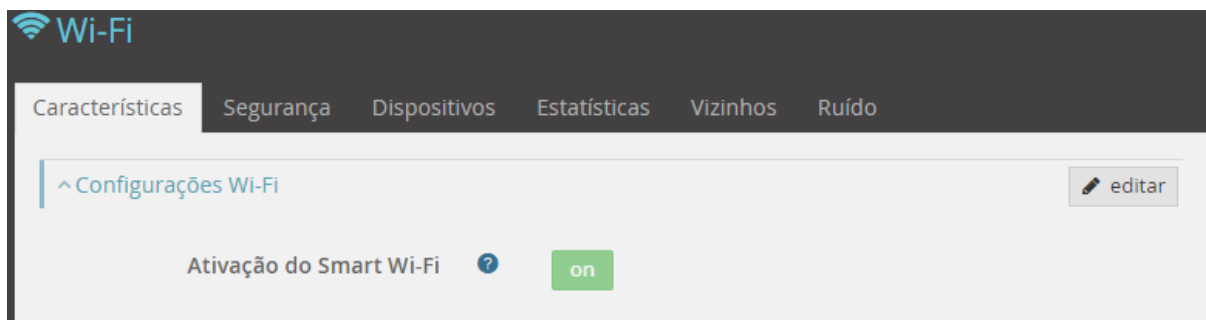 Wi-Fi
Características Segurança Dispositivos Estatísticas Vizinhos Ruído
Configurações Wi-Fi editar
Ativação do Smart Wi-Fi ? on